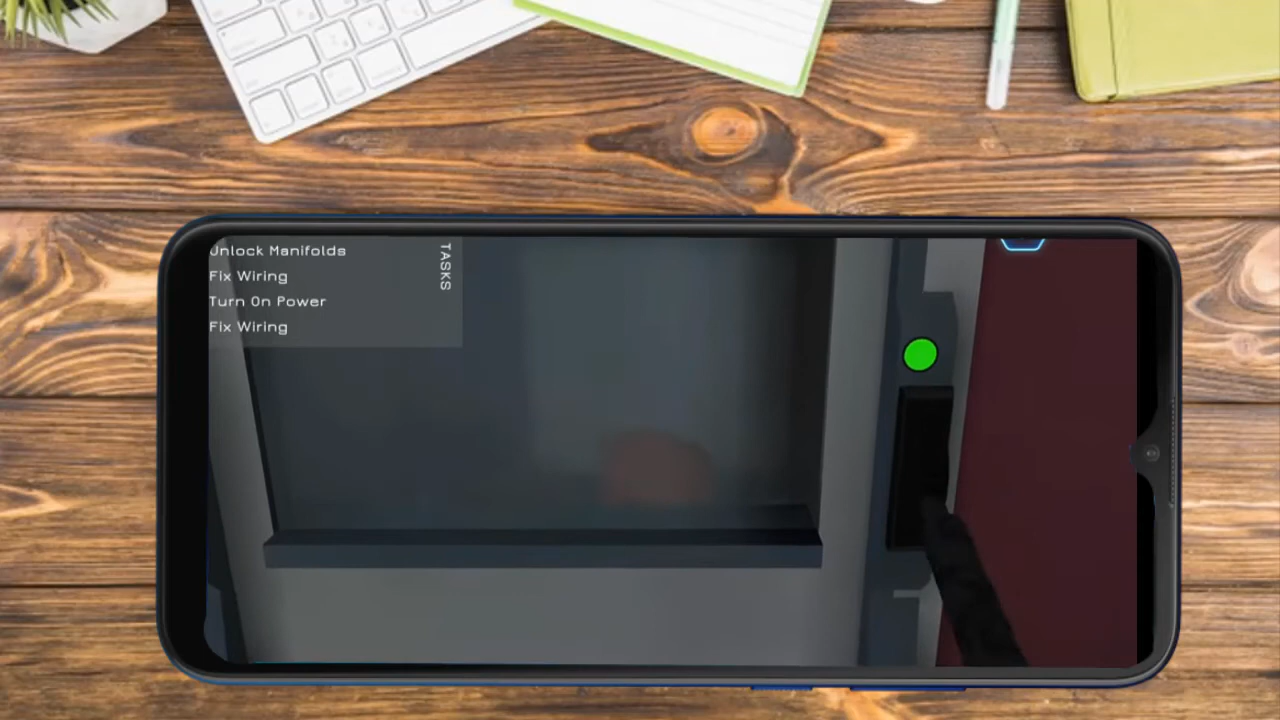 Unlock Manifolds
Fix Wiring
Turn On Power
Fix Wiring
TASKS